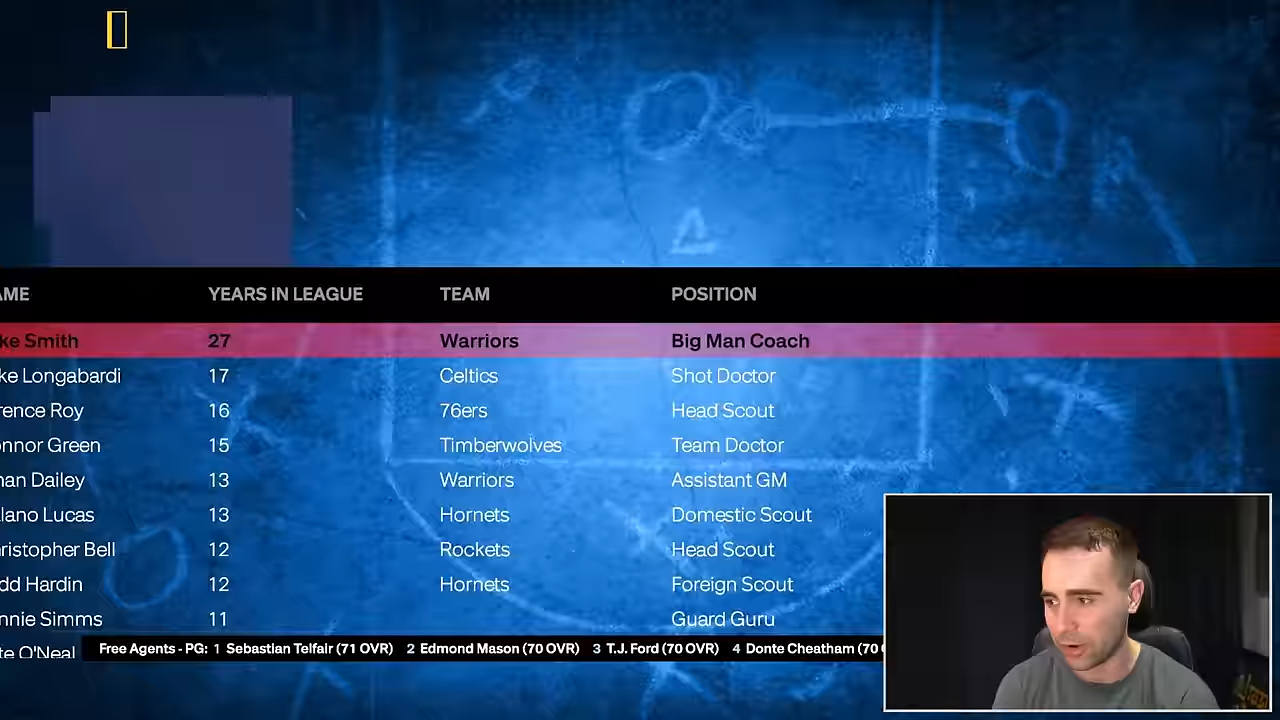 AME YEARS IN LEAGUE TEAM POSITION
ke Smith 27 Warriors Big Man Coach
ke Longabardi 17 Celtics Shot Doctor
rence Roy 16 76ers Head Scout
onnor Green 15 Timberwolves Team Doctor
nan Dailey 13 Warriors Assistant GM
lano Lucas 13 Hornets Domestic Scout
ristopher Bell 12 Rockets Head Scout
dd Hardin 12 Hornets Foreign Scout
nnie Simms 11 Guard Guru
te O'Neal
Free Agents - PG: 1 Sebastian Telfair (71 OVR) 2 Edmond Mason (70 OVR) 3 T.J. Ford (70 OVR) 4 Donte Cheatham (70